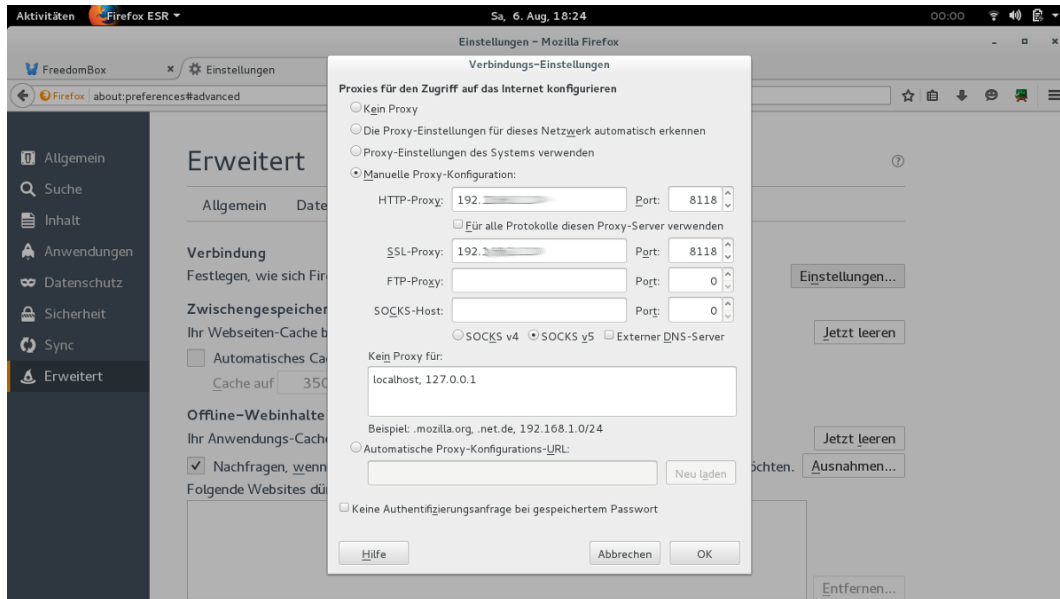 Aktivitäten Firefox ESR Sa, 6. Aug, 18:24 00:00
Einstellungen - Mozilla Firefox
FreedomBox Einstellungen
Firefox about:preferences#advanced
Allgemein
Suche
Inhalt
Anwendungen
Datenschutz
Sicherheit
Sync
Erweitert
Erweitert
Allgemein Date
Verbindung
Festlegen, wie sich Fir Einstellungen...
Zwischengespeicher
Ihr Webseiten-Cache b Jetzt leeren
Automatisches Ca
Cache auf 350
Offline-Webinhalte
Ihr Anwendungs-Cach Jetzt leeren
Nachfragen, wenn öchten. Ausnahmen...
Folgende Websites dü
Entfernen...
Verbindungs-Einstellungen
Proxies für den Zugriff auf das Internet konfigurieren
Kein Proxy
Die Proxy-Einstellungen für dieses Netzwerk automatisch erkennen
Proxy-Einstellungen des Systems verwenden
Manuelle Proxy-Konfiguration:
HTTP-Proxy: 192. Port: 8118
Für alle Protokolle diesen Proxy-Server verwenden
SSL-Proxy: 192. Port: 8118
FTP-Proxy: Port: 0
SOCKS-Host: Port: 0
SOCKS v4 SOCKS v5 Externer DNS-Server
Kein Proxy für:
localhost, 127.0.0.1
Beispiel: .mozilla.org, .net.de, 192.168.1.0/24
Automatische Proxy-Konfigurations-URL:
Neu laden
Keine Authentifizierungsanfrage bei gespeichertem Passwort
Hilfe Abbrechen OK